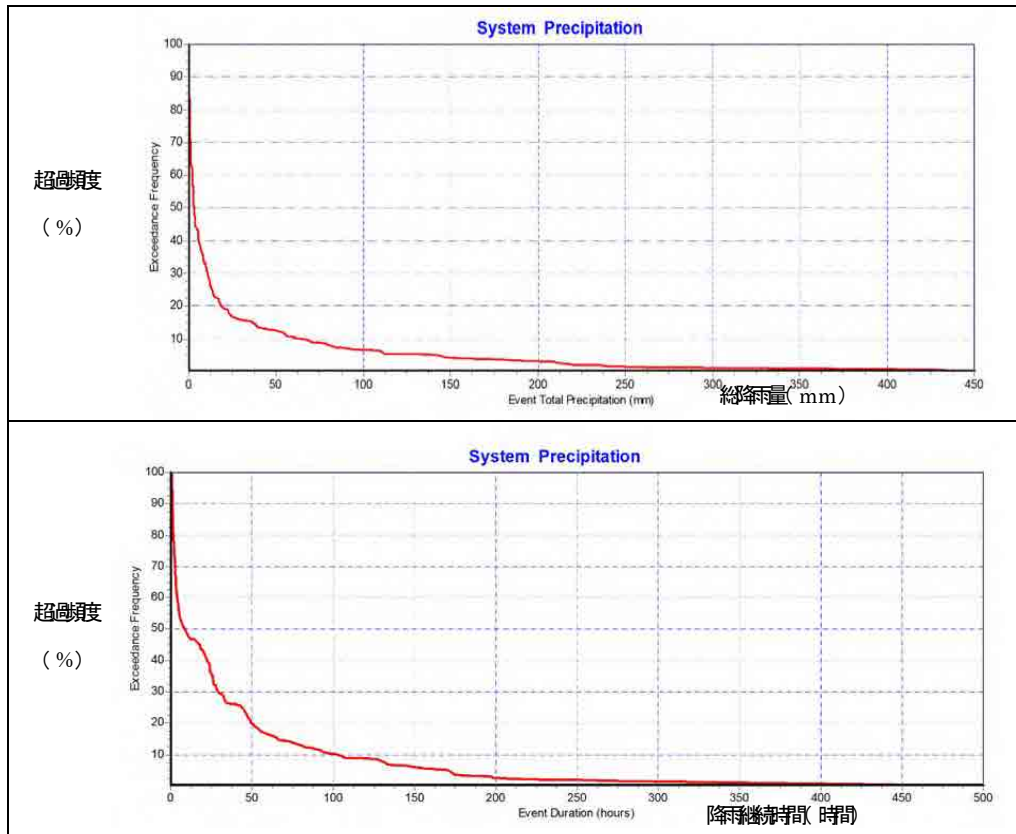 System Precipitation
100
90
80
70
60
50
40
30
20
10
Exceedance Frequency
超過頻度
（%）
0 50 100 150 200 250 300 350 400 450
Event Total Precipitation (mm)
総降雨量（mm）
System Precipitation
100
90
80
70
60
50
40
30
20
10
Exceedance Frequency
超過頻度
（%）
0 50 100 150 200 250 300 350 400 450 500
Event Duration (hours)
降雨継続時間（時間）